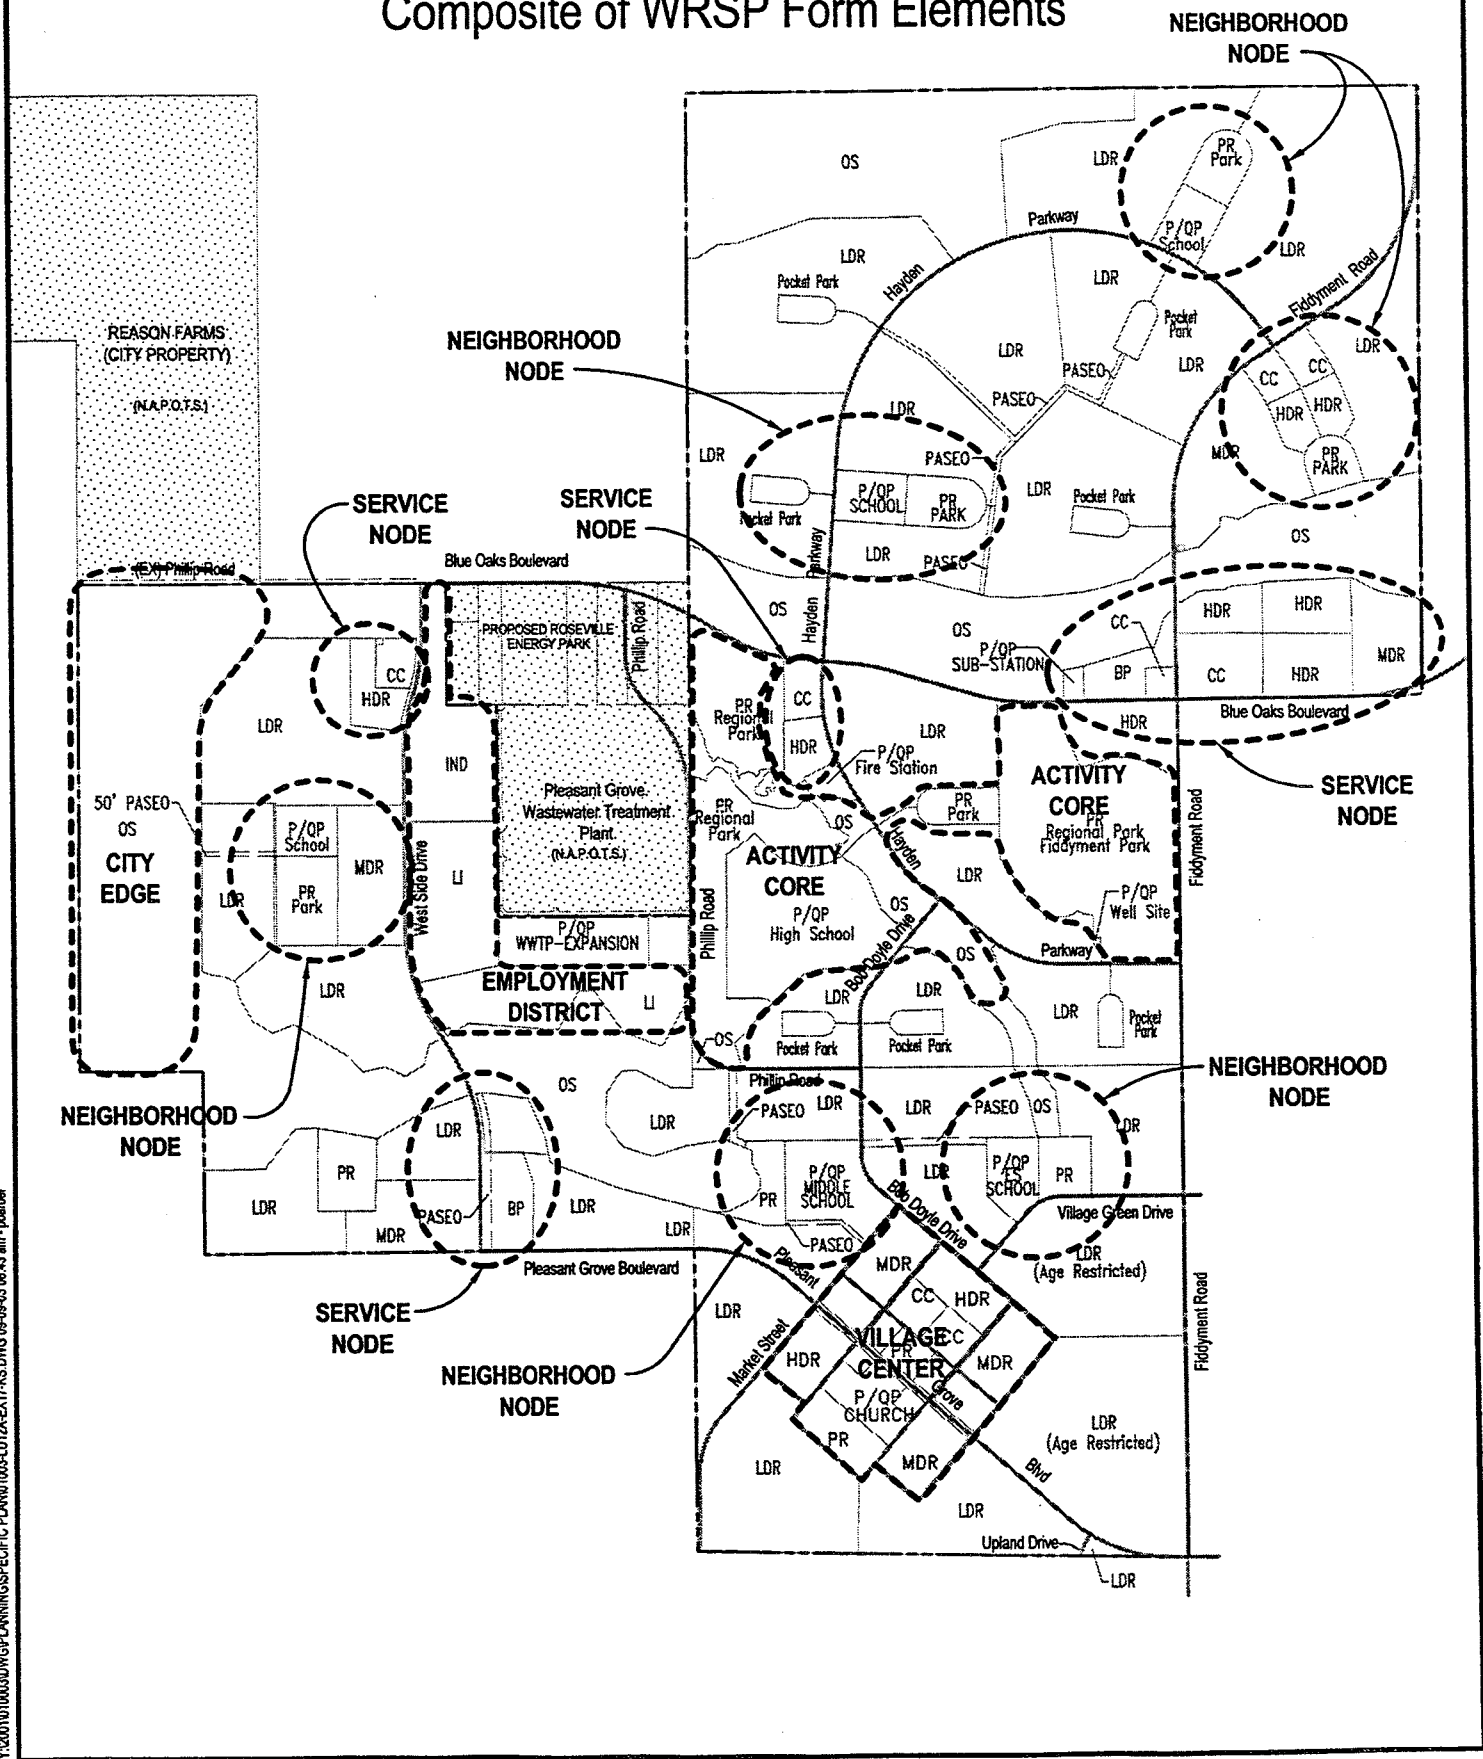 Composite of WRSP Form Elements
NEIGHBORHOOD
NODE
OS
LDR
PR
Park
P/QP
School
LDR
Parkway
Hayden
LDR
LDR
Pocket Park
Pocket
Park
Fiddyment Road
REASON FARMS
(CITY PROPERTY)
(N.A.P.O.T.S.)
NEIGHBORHOOD
NODE
LDR
LDR
PASEO
PASEO
LDR
CC
CC
HDR
HDR
MDR
PR
PARK
LDR
LDR
PASEO
Pocket Park
P/QP
SCHOOL
PR
PARK
LDR
Pocket Park
LDR
PASEO
OS
SERVICE
NODE
SERVICE
NODE
(EX) Phillip Road
Blue Oaks Boulevard
Hayden
Parkway
OS
OS
PROPOSED ROSEVILLE
ENERGY PARK
Phillip Road
P/QP
SUB-STATION
CC
HDR
HDR
BP
CC
HDR
MDR
Blue Oaks Boulevard
HDR
CC
HDR
LDR
PR
Regional
Park
CC
HDR
LDR
P/QP
Fire Station
SERVICE
NODE
IND
50' PASEO
OS
CITY
EDGE
P/QP
School
MDR
PR
Park
LDR
West Side Drive
LI
Pleasant Grove
Wastewater Treatment
Plant
(N.A.P.O.T.S.)
PR
Regional
Park
OS
ACTIVITY
CORE
P/QP
High School
Hayden
PR
Park
LDR
ACTIVITY
CORE
PR
Regional Park
Fiddyment Park
Fiddyment Road
P/QP
Well Site
Parkway
P/QP
WWTP-EXPANSION
Phillip Road
OS
Bob Doyle Drive
OS
LDR
EMPLOYMENT
DISTRICT
LI
LDR
LDR
LDR
Pocket Park
Pocket Park
Pocket
Park
OS
Phillip Road
NEIGHBORHOOD
NODE
NEIGHBORHOOD
NODE
OS
LDR
LDR
PASEO
LDR
LDR
PASEO
OS
LDR
PR
LDR
MDR
PASEO
BP
LDR
LDR
PR
P/QP
MIDDLE
SCHOOL
PASEO
LDR
P/QP
ES
SCHOOL
PR
Bob Doyle Drive
Village Green Drive
LDR
(Age Restricted)
Pleasant Grove Boulevard
Pleasant
SERVICE
NODE
NEIGHBORHOOD
NODE
LDR
Market Street
MDR
CC
HDR
VILLAGE
CENTER
CC
PR
MDR
HDR
Grove
P/QP
CHURCH
PR
MDR
LDR
Fiddyment Road
LDR
(Age Restricted)
Blvd
LDR
Upland Drive
LDR